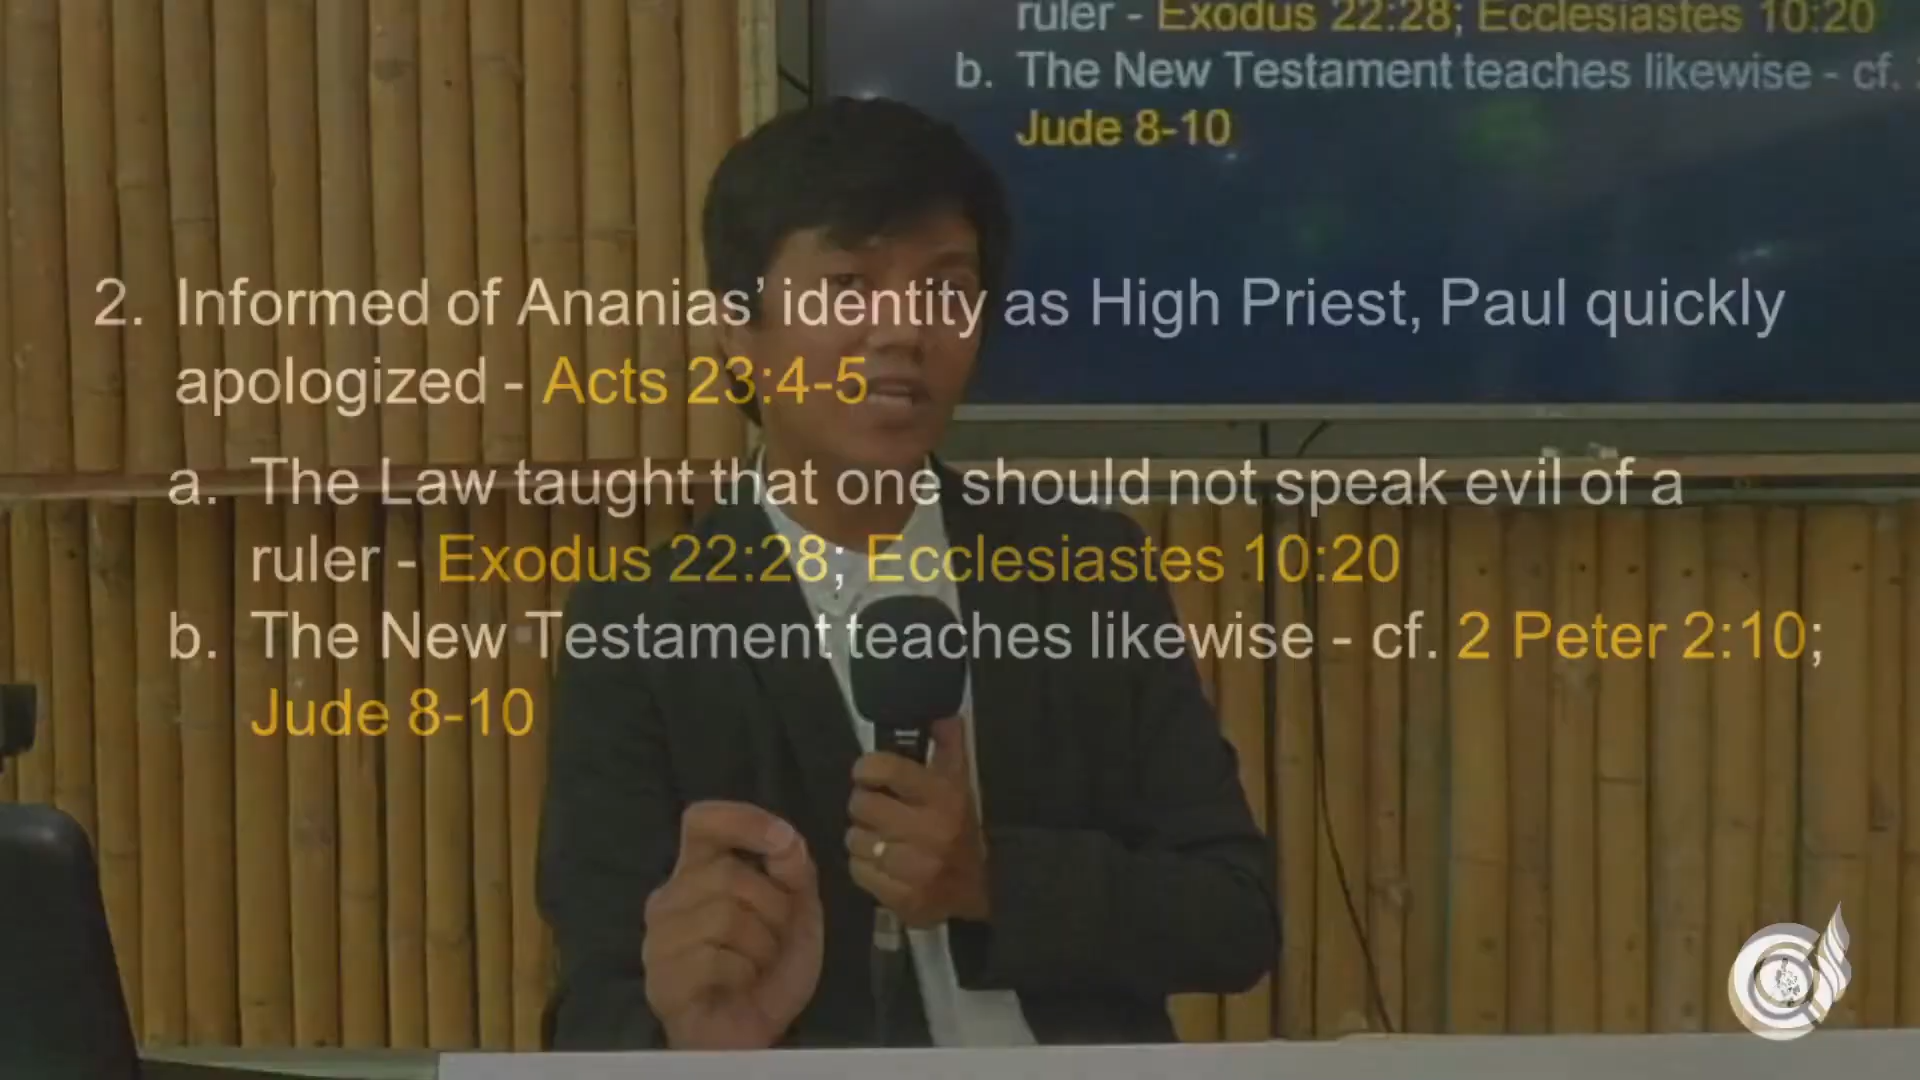 ruler - Exodus 22:28; Ecclesiastes 10:20
b. The New Testament teaches likewise - cf.
Jude 8-10
2. Informed of Ananias’ identity as High Priest, Paul quickly
apologized - Acts 23:4-5
a. The Law taught that one should not speak evil of a
ruler - Exodus 22:28; Ecclesiastes 10:20
b. The New Testament teaches likewise - cf. 2 Peter 2:10;
Jude 8-10